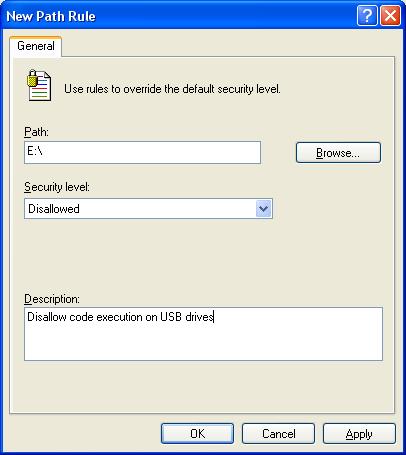 New Path Rule
General
Use rules to override the default security level.
Path:
E:\
Browse...
Security level:
Disallowed
Description:
Disallow code execution on USB drives
OK
Cancel
Apply